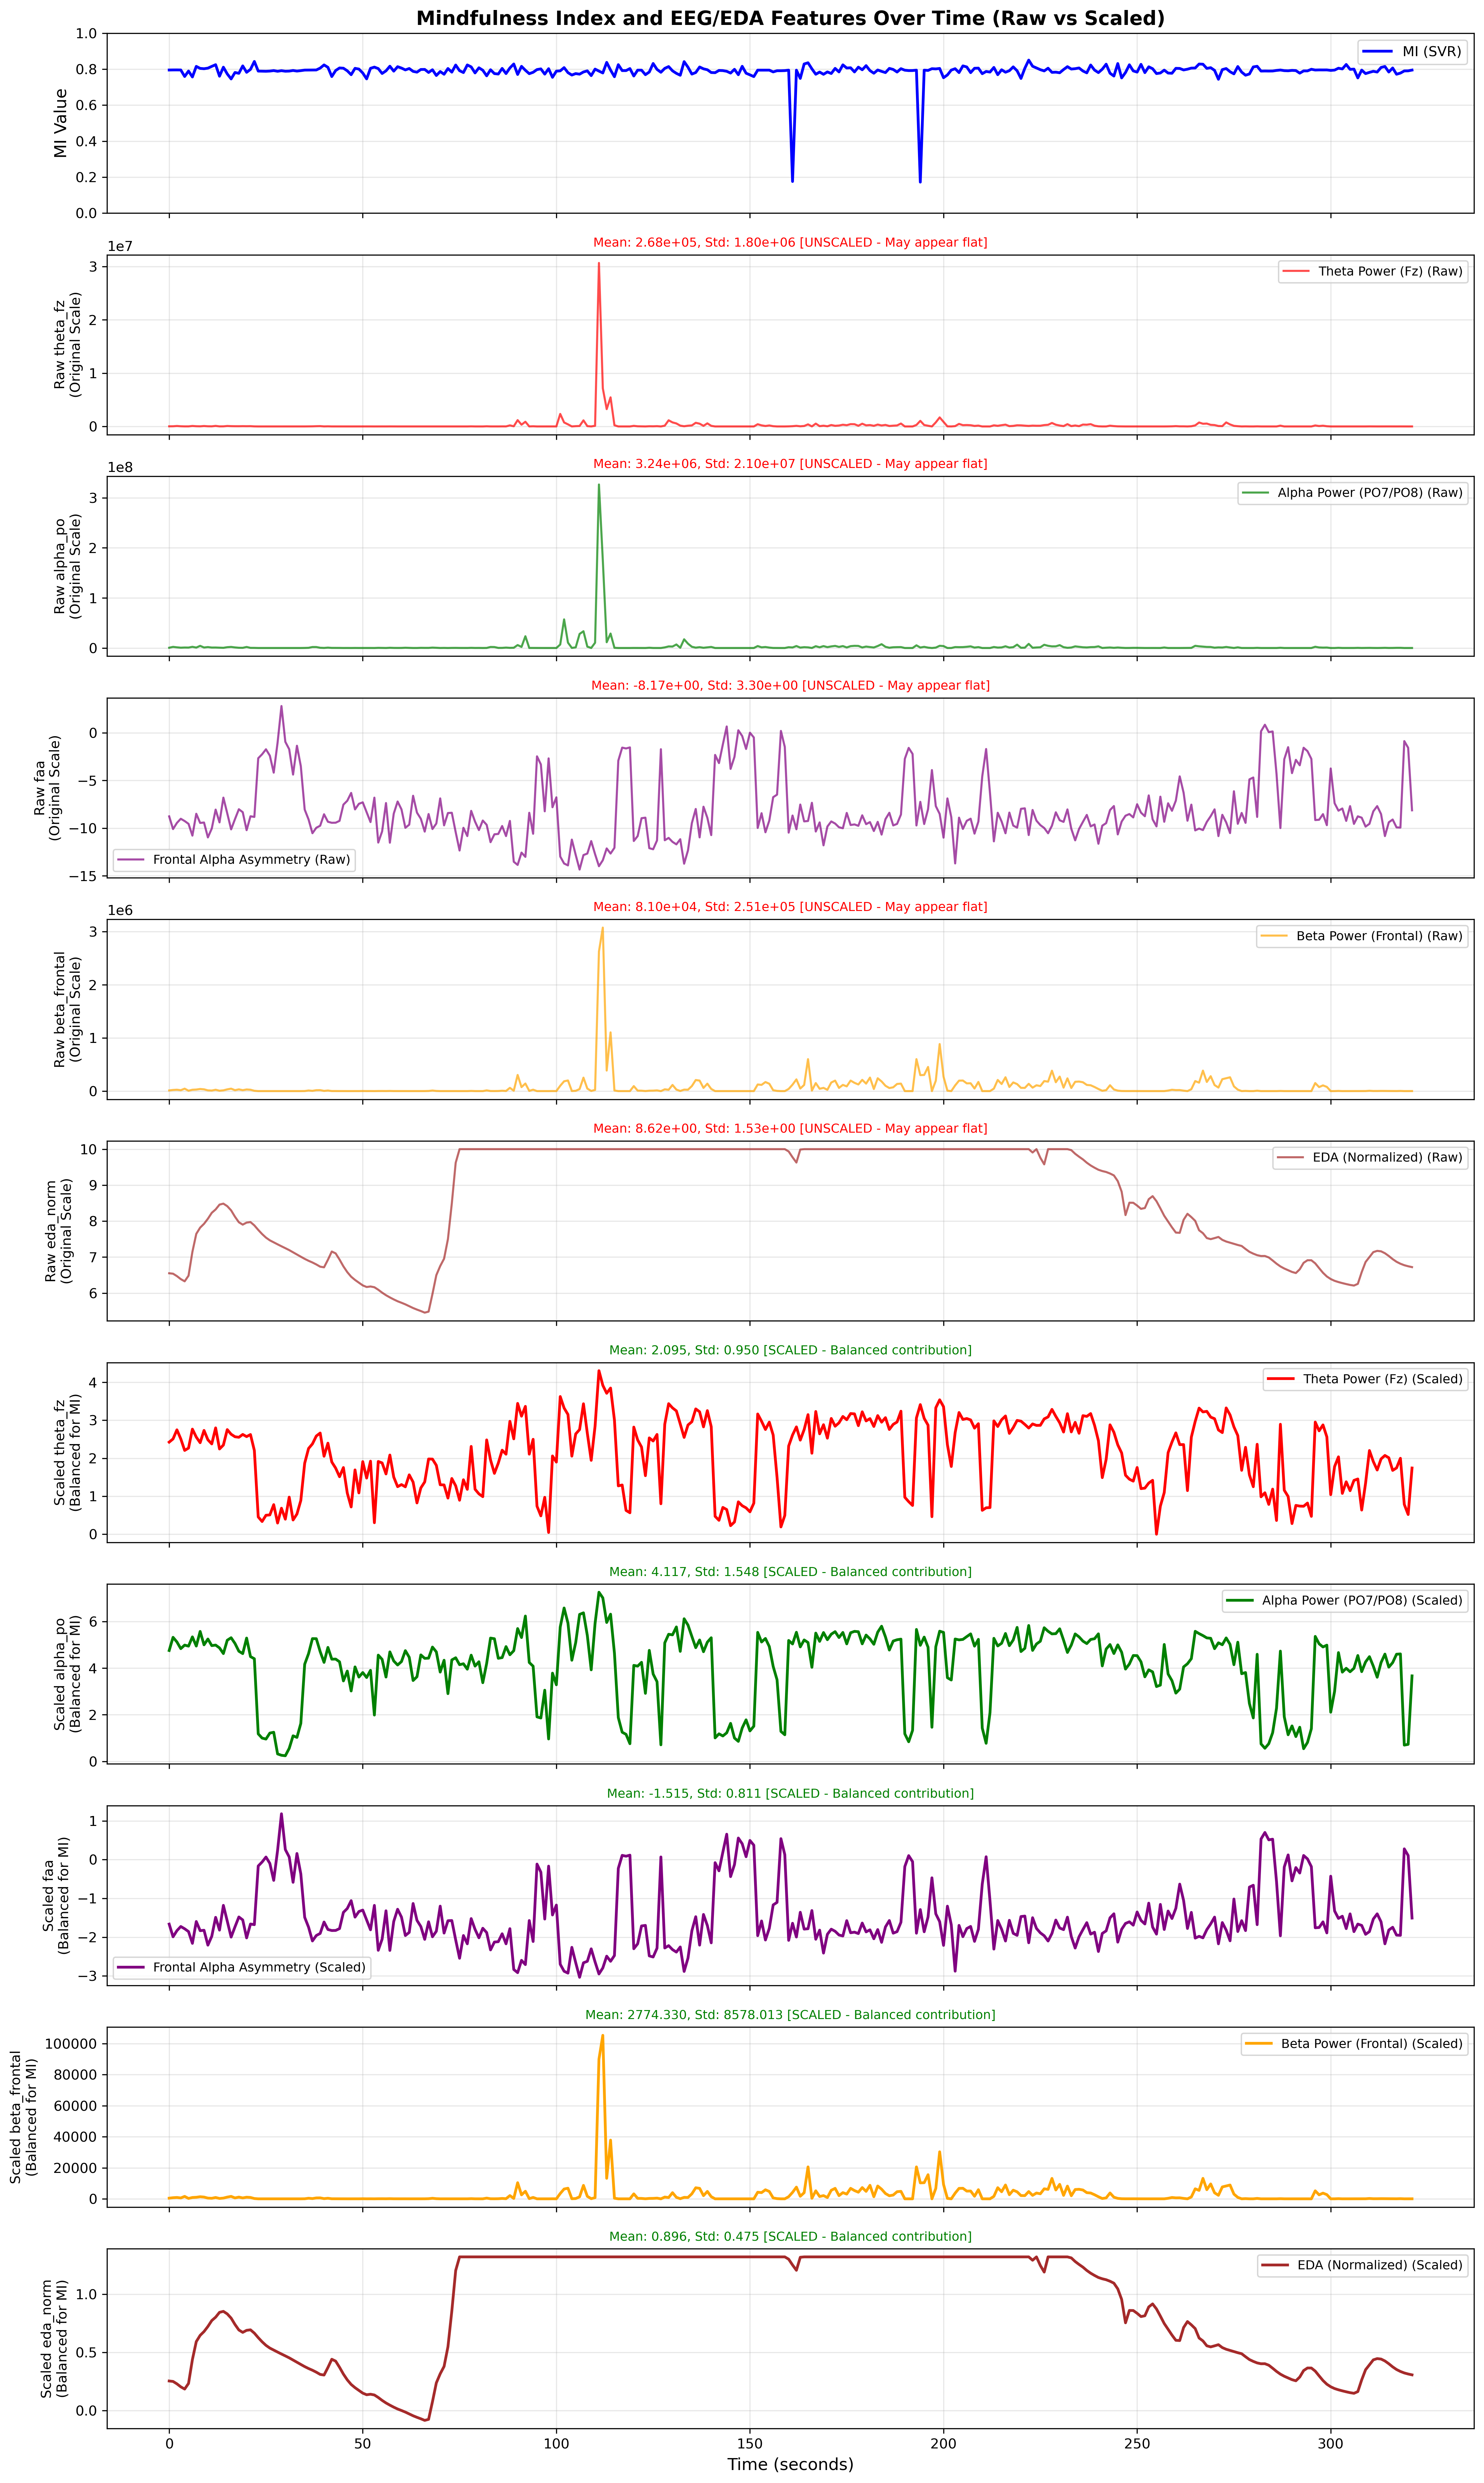 Mindfulness Index and EEG/EDA Features Over Time (Raw vs Scaled)
1.0
0.8
0.6
0.4
0.2
0.0
MI Value
MI (SVR)
Mean: 2.68e+05, Std: 1.80e+06 [UNSCALED - May appear flat]
1e7
3
2
1
0
Raw theta_fz
(Original Scale)
Theta Power (Fz) (Raw)
Mean: 3.24e+06, Std: 2.10e+07 [UNSCALED - May appear flat]
1e8
3
2
1
0
Raw alpha_po
(Original Scale)
Alpha Power (PO7/PO8) (Raw)
Mean: -8.17e+00, Std: 3.30e+00 [UNSCALED - May appear flat]
0
−5
−10
−15
Raw faa
(Original Scale)
Frontal Alpha Asymmetry (Raw)
Mean: 8.10e+04, Std: 2.51e+05 [UNSCALED - May appear flat]
1e6
3
2
1
0
Raw beta_frontal
(Original Scale)
Beta Power (Frontal) (Raw)
Mean: 8.62e+00, Std: 1.53e+00 [UNSCALED - May appear flat]
10
9
8
7
6
Raw eda_norm
(Original Scale)
EDA (Normalized) (Raw)
Mean: 2.095, Std: 0.950 [SCALED - Balanced contribution]
4
3
2
1
0
Scaled theta_fz
(Balanced for MI)
Theta Power (Fz) (Scaled)
Mean: 4.117, Std: 1.548 [SCALED - Balanced contribution]
6
4
2
0
Scaled alpha_po
(Balanced for MI)
Alpha Power (PO7/PO8) (Scaled)
Mean: -1.515, Std: 0.811 [SCALED - Balanced contribution]
1
0
−1
−2
−3
Scaled faa
(Balanced for MI)
Frontal Alpha Asymmetry (Scaled)
Mean: 2774.330, Std: 8578.013 [SCALED - Balanced contribution]
100000
80000
60000
40000
20000
0
Scaled beta_frontal
(Balanced for MI)
Beta Power (Frontal) (Scaled)
Mean: 0.896, Std: 0.475 [SCALED - Balanced contribution]
1.0
0.5
0.0
Scaled eda_norm
(Balanced for MI)
EDA (Normalized) (Scaled)
0 50 100 150 200 250 300
Time (seconds)